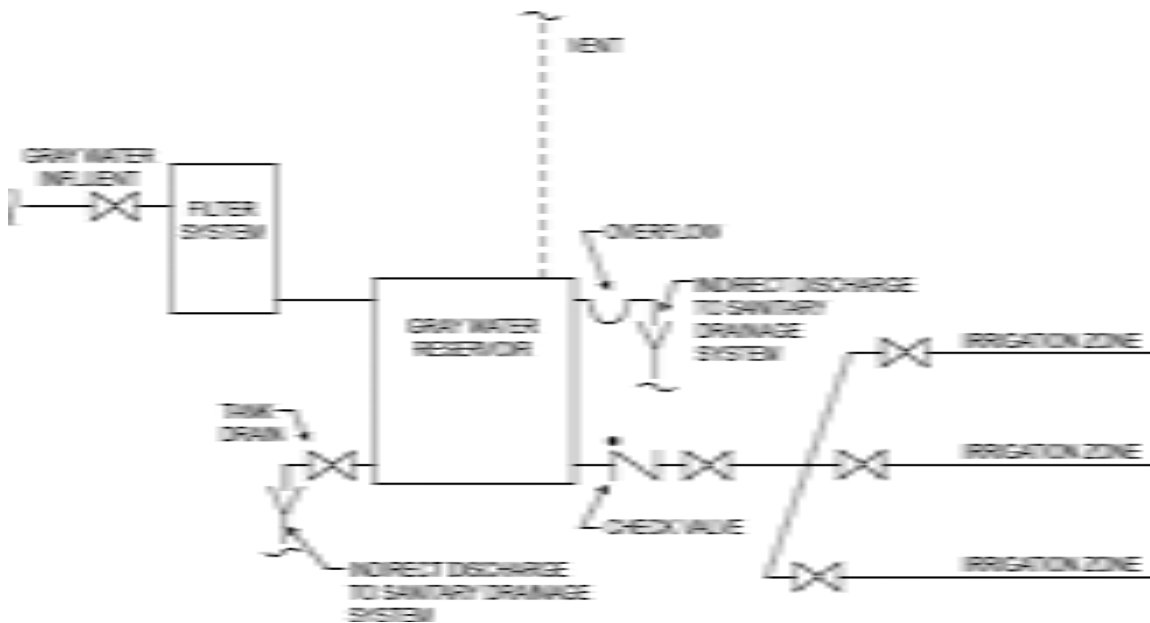 VENT
GRAY WATER
INFLUENT
FILTER
SYSTEM
OVERFLOW
INDIRECT DISCHARGE
TO SANITARY
DRAINAGE
SYSTEM
GRAY WATER
RESERVOIR
IRRIGATION ZONE
TANK
DRAIN
IRRIGATION ZONE
CHECK VALVE
IRRIGATION ZONE
INDIRECT DISCHARGE
TO SANITARY DRAINAGE
SYSTEM